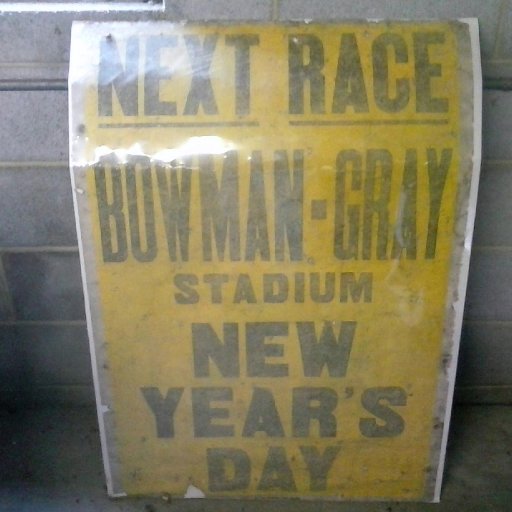 NEXT RACE
BOWMAN-GRAY
STADIUM
NEW
YEAR'S
DAY